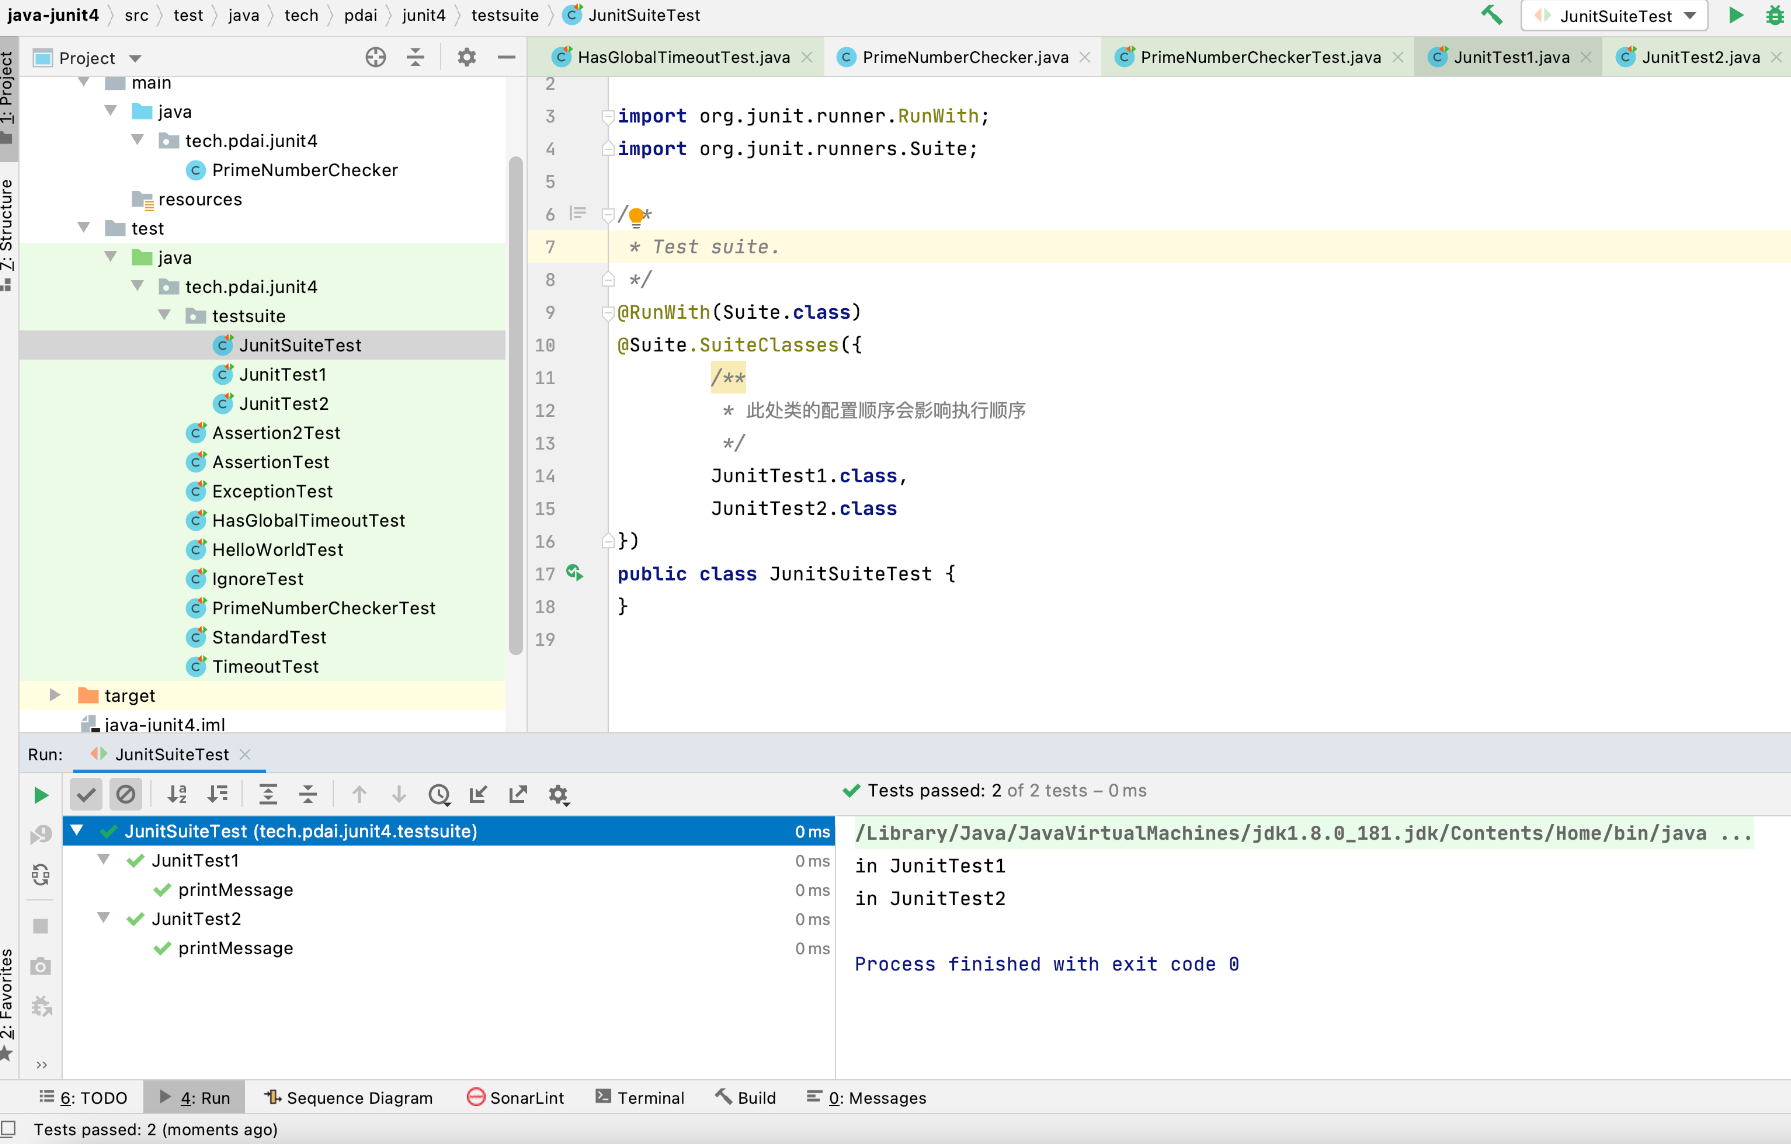 java-junit4 src test java tech pdai junit4 testsuite JunitSuiteTest
JunitSuiteTest
1: Project
7: Structure
2: Favorites
Project
main
java
tech.pdai.junit4
PrimeNumberChecker
resources
test
java
tech.pdai.junit4
testsuite
JunitSuiteTest
JunitTest1
JunitTest2
Assertion2Test
AssertionTest
ExceptionTest
HasGlobalTimeoutTest
HelloWorldTest
IgnoreTest
PrimeNumberCheckerTest
StandardTest
TimeoutTest
target
java-junit4.iml
HasGlobalTimeoutTest.java PrimeNumberChecker.java PrimeNumberCheckerTest.java JunitTest1.java JunitTest2.java
2
3 import org.junit.runner.RunWith;
4 import org.junit.runners.Suite;
5
6 /**
7 * Test suite.
8 */
9 @RunWith(Suite.class)
10 @Suite.SuiteClasses({
11 /**
12 * 此处类的配置顺序会影响执行顺序
13 */
14 JunitTest1.class,
15 JunitTest2.class
16 })
17 public class JunitSuiteTest {
18 }
19
Run: JunitSuiteTest
Tests passed: 2 of 2 tests – 0 ms
JunitSuiteTest (tech.pdai.junit4.testsuite) 0 ms
JunitTest1 0 ms
printMessage 0 ms
JunitTest2 0 ms
printMessage 0 ms
/Library/Java/JavaVirtualMachines/jdk1.8.0_181.jdk/Contents/Home/bin/java ...
in JunitTest1
in JunitTest2
Process finished with exit code 0
6: TODO 4: Run Sequence Diagram SonarLint Terminal Build 0: Messages
Tests passed: 2 (moments ago)